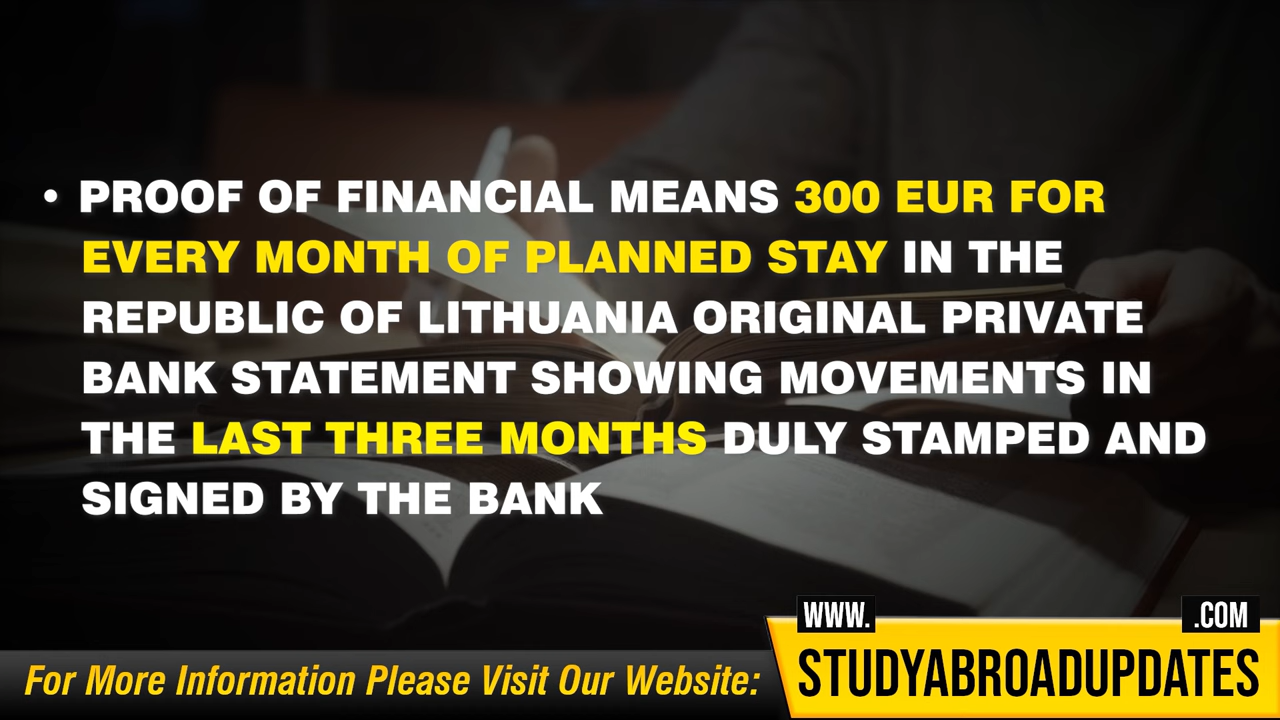 • PROOF OF FINANCIAL MEANS 300 EUR FOR
EVERY MONTH OF PLANNED STAY IN THE
REPUBLIC OF LITHUANIA ORIGINAL PRIVATE
BANK STATEMENT SHOWING MOVEMENTS IN
THE LAST THREE MONTHS DULY STAMPED AND
SIGNED BY THE BANK
For More Information Please Visit Our Website:
WWW. .COM
STUDYABROADUPDATES